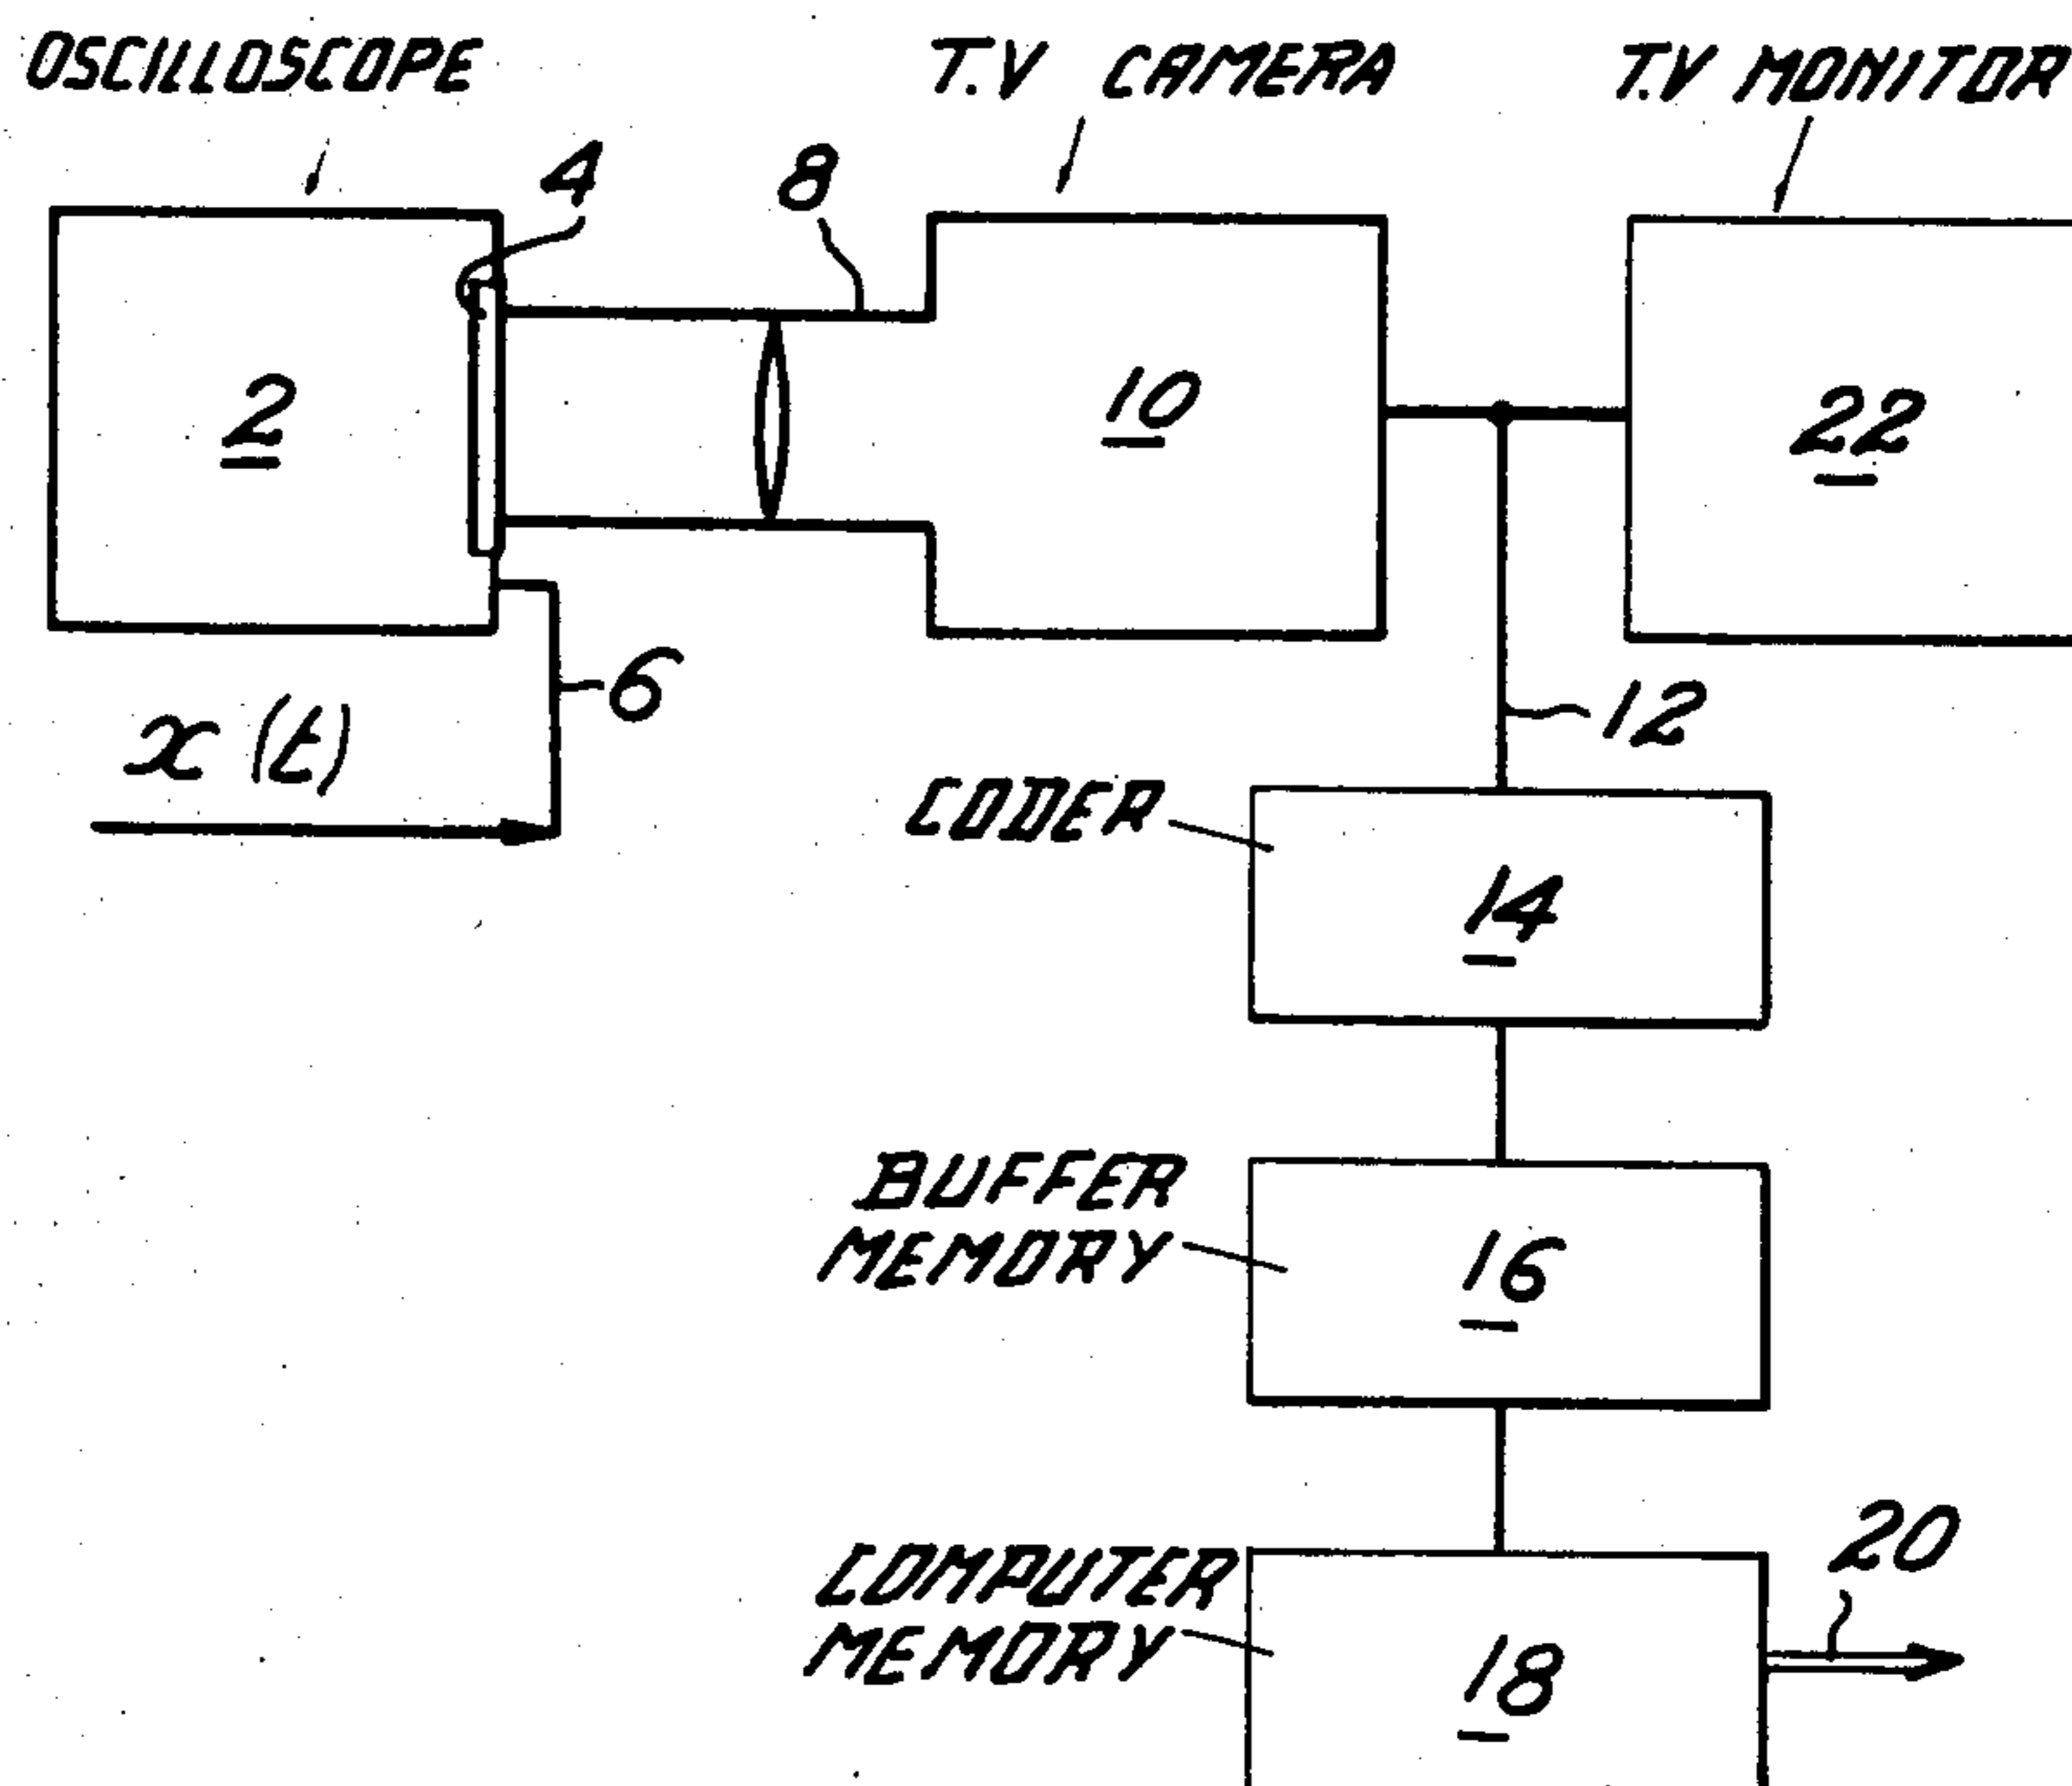 OSCILLOSCOPE
T.V CAMERA
T.V MONITOR
4
8
2
10
22
6
x (t)
12
CODER
14
BUFFER
MEMORY
16
COMPUTER
MEMORY
18
20